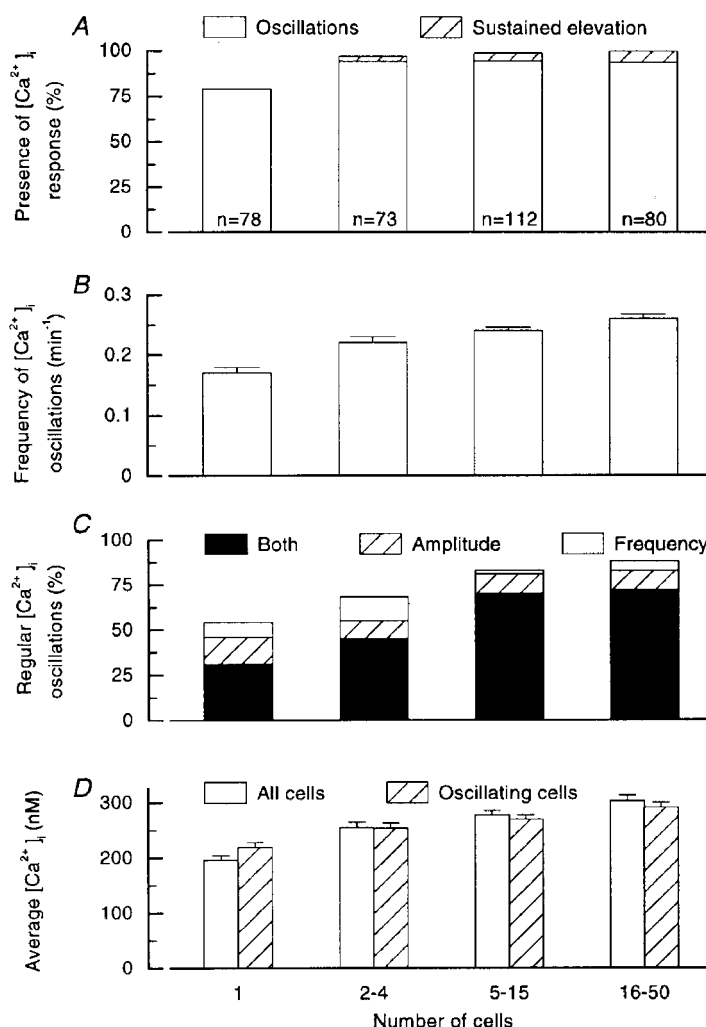 A
Oscillations
Sustained elevation
Presence of [Ca²⁺]ᵢ
response (%)
100
75
50
25
0
n=78
n=73
n=112
n=80
B
Frequency of [Ca²⁺]ᵢ
oscillations (min⁻¹)
0.3
0.2
0.1
0
C
Both
Amplitude
Frequency
Regular [Ca²⁺]ᵢ
oscillations (%)
100
75
50
25
0
D
All cells
Oscillating cells
Average [Ca²⁺]ᵢ (nM)
300
200
100
0
1
2-4
5-15
16-50
Number of cells